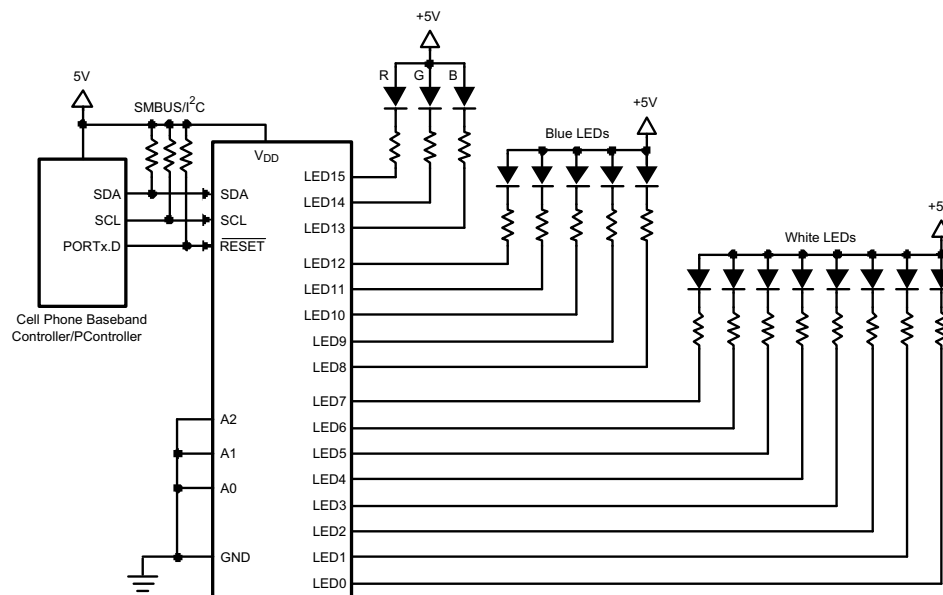 +5V
R G B
5V
SMBUS/I²C
+5V
Blue LEDs
V_DD
LED15
SDA SDA
LED14
SCL SCL
LED13
PORTx.D RESET
+5V
White LEDs
LED12
LED11
LED10
Cell Phone Baseband
Controller/PController
LED9
LED8
LED7
A2
LED6
A1
LED5
LED4
A0
LED3
LED2
GND
LED1
LED0